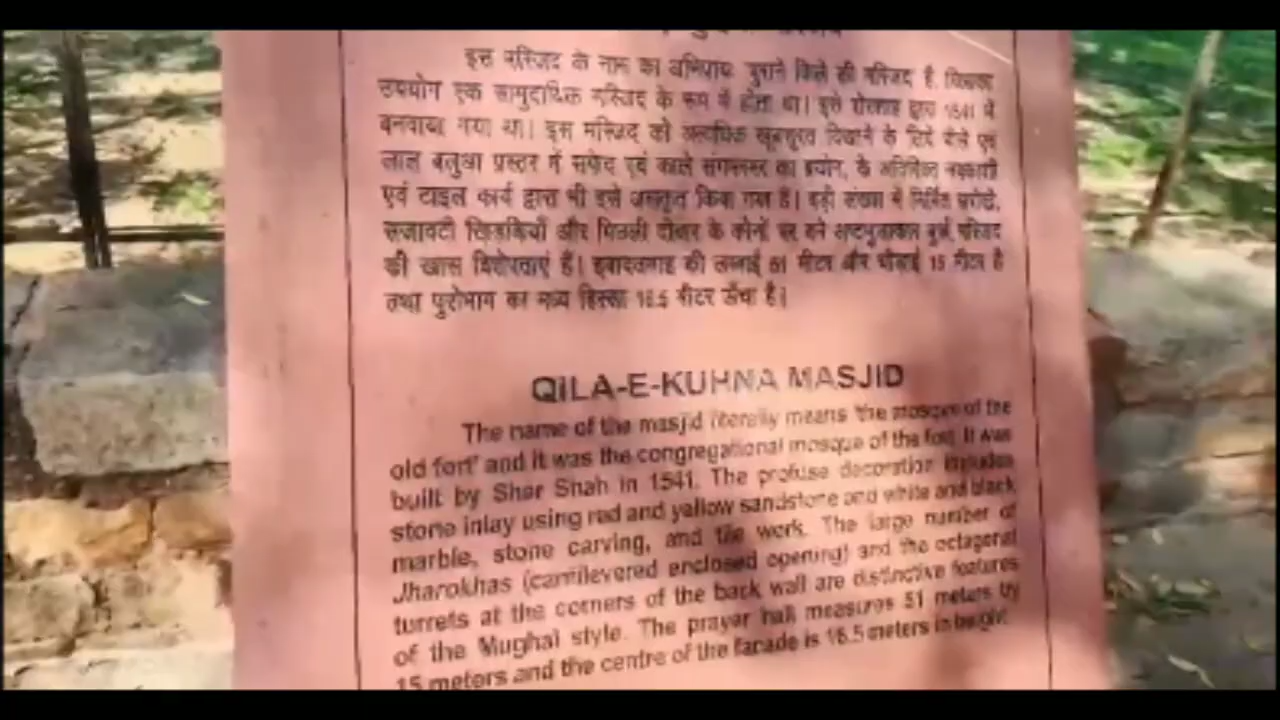 इस मस्जिद के नाम का अभिप्राय पुराने किले की मस्जिद है, जिसका
उपयोग एक सामुदायिक मस्जिद के रूप में होता था। इसे शेरशाह द्वारा 1541 में
बनवाया गया था। इस मस्जिद को अत्यधिक खूबसूरत दिखाने के लिये पीले एवं
लाल बलुआ प्रस्तर में सफेद एवं काले संगमरमर का प्रयोग, के अतिरिक्त नक्काशी
एवं टाइल कार्य द्वारा भी इसे अलंकृत किया गया है। बड़ी संख्या में निर्मित झरोखे,
सजावटी खिड़कियाँ और पिछली दीवार के कोनों पर बने अष्टभुजाकार बुर्ज मस्जिद
की खास विशेषताएं हैं। इबादतगाह की लम्बाई 51 मीटर और चौड़ाई 15 मीटर है
तथा पुरोभाग का मध्य हिस्सा 16.5 मीटर ऊँचा है।
QILA-E-KUHNA MASJID
The name of the masjid literally means 'the mosque of the
old fort' and it was the congregational mosque of the fort. It was
built by Sher Shah in 1541. The profuse decoration includes
stone inlay using red and yellow sandstone and white and black
marble, stone carving, and tile work. The large number of
Jharokhas (cantilevered enclosed opening) and the octagonal
turrets at the corners of the back wall are distinctive features
of the Mughal style. The prayer hall measures 51 meters by
15 meters and the centre of the facade is 16.5 meters in height.